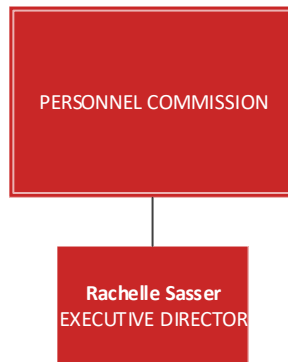 PERSONNEL COMMISSION
Rachelle Sasser
EXECUTIVE DIRECTOR